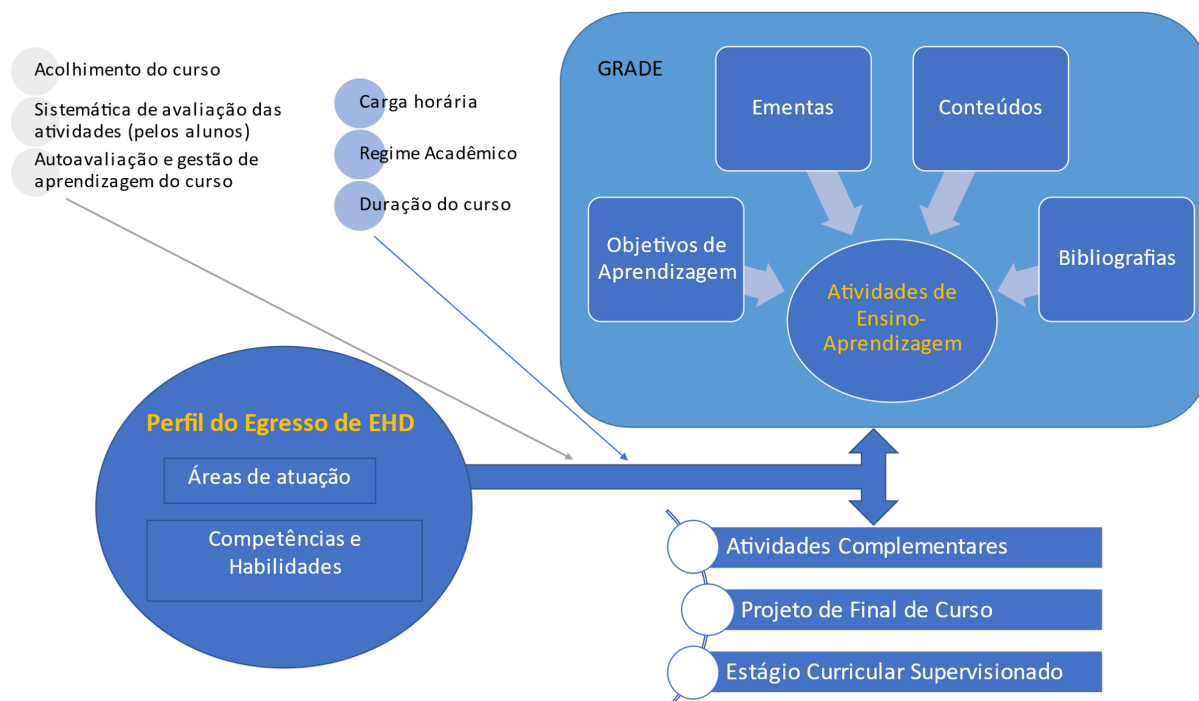 Acolhimento do curso
Sistemática de avaliação das
atividades (pelos alunos)
Autoavaliação e gestão de
aprendizagem do curso
Carga horária
Regime Acadêmico
Duração do curso
GRADE
Ementas
Conteúdos
Objetivos de
Aprendizagem
Bibliografias
Atividades de
Ensino-
Aprendizagem
Perfil do Egresso de EHD
Áreas de atuação
Competências e
Habilidades
Atividades Complementares
Projeto de Final de Curso
Estágio Curricular Supervisionado